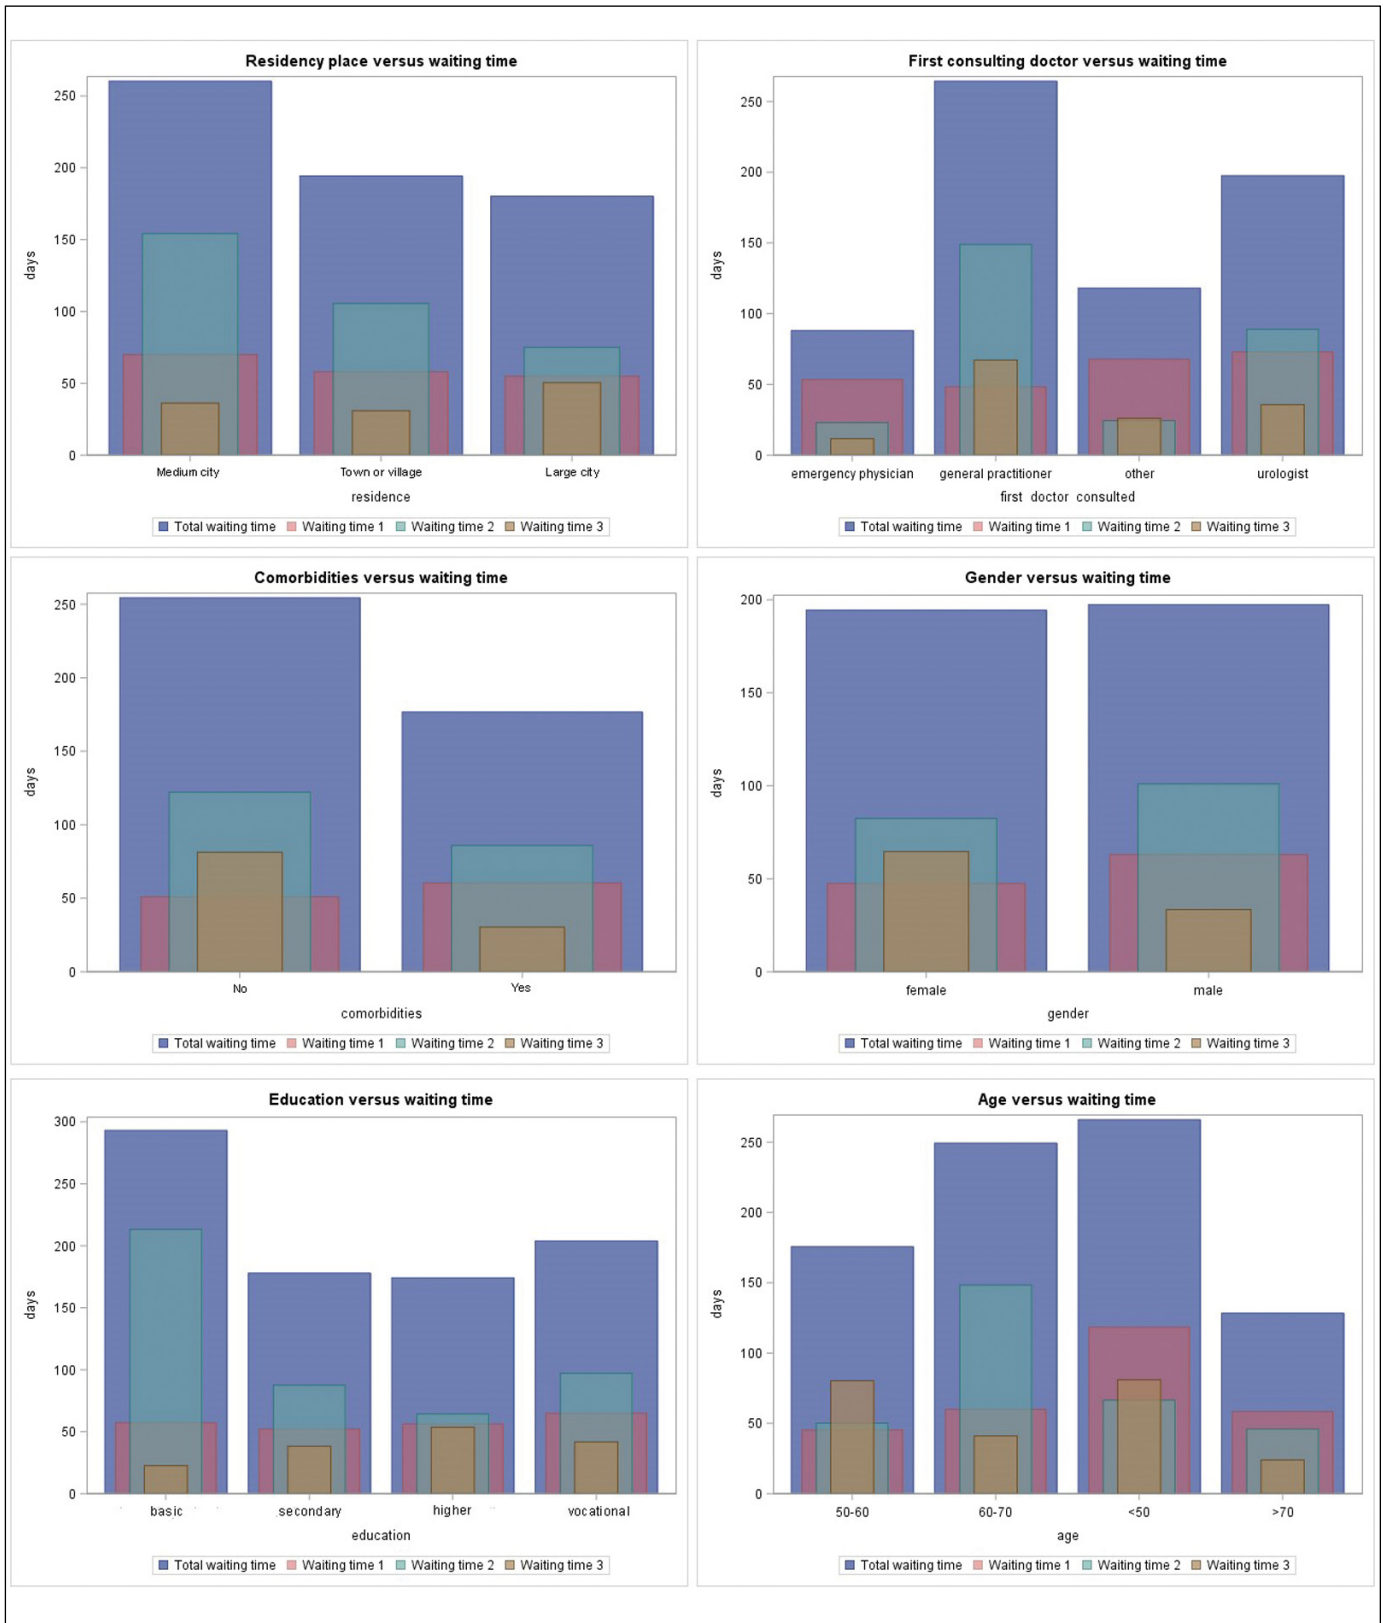 Residency place versus waiting time
250
200
150
100
50
0
days
Medium city Town or village Large city
residence
Total waiting time Waiting time 1 Waiting time 2 Waiting time 3
First consulting doctor versus waiting time
250
200
150
100
50
0
days
emergency physician general practitioner other urologist
first doctor consulted
Total waiting time Waiting time 1 Waiting time 2 Waiting time 3
Comorbidities versus waiting time
250
200
150
100
50
0
days
No Yes
comorbidities
Total waiting time Waiting time 1 Waiting time 2 Waiting time 3
Gender versus waiting time
200
150
100
50
0
days
female male
gender
Total waiting time Waiting time 1 Waiting time 2 Waiting time 3
Education versus waiting time
300
250
200
150
100
50
0
days
basic secondary higher vocational
education
Total waiting time Waiting time 1 Waiting time 2 Waiting time 3
Age versus waiting time
250
200
150
100
50
0
days
50-60 60-70 <50 >70
age
Total waiting time Waiting time 1 Waiting time 2 Waiting time 3